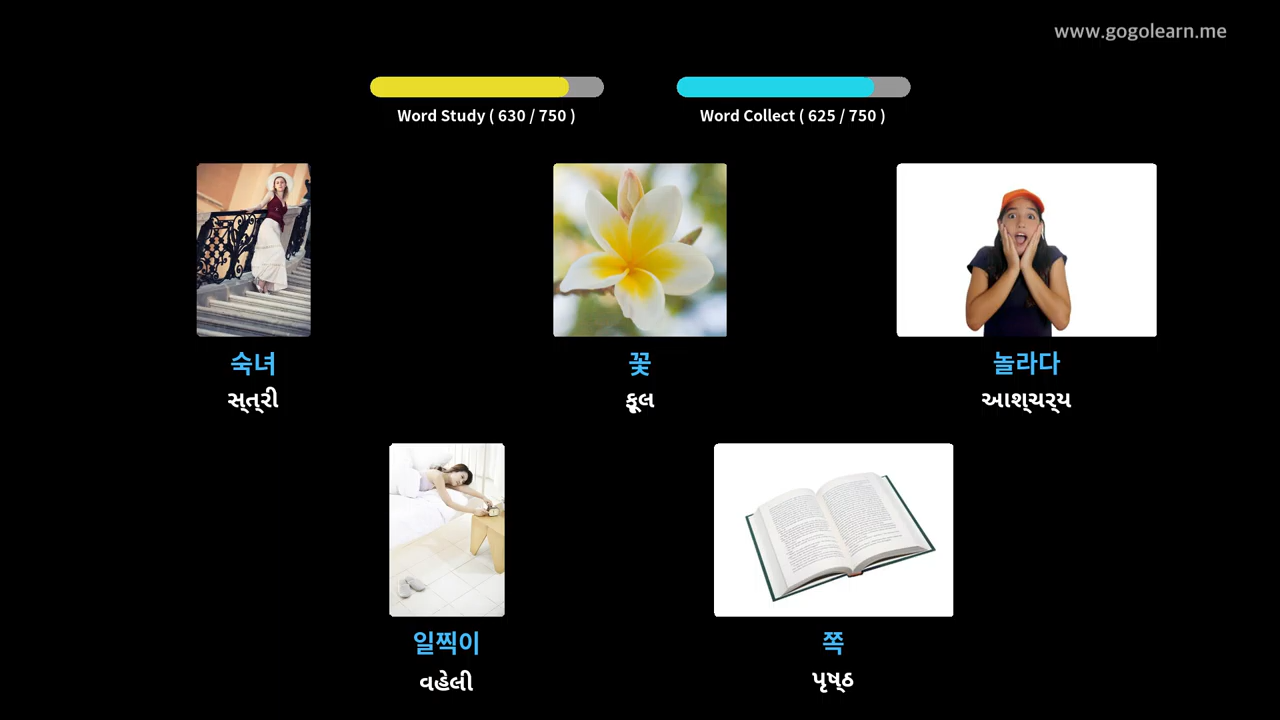 www.gogolearn.me
Word Study ( 630 / 750 )
Word Collect ( 625 / 750 )
숙녀
સ્ત્રી
꽃
ફૂલ
놀라다
આશ્ચર્ય
일찍이
વહેલી
쪽
પૃષ્ઠ